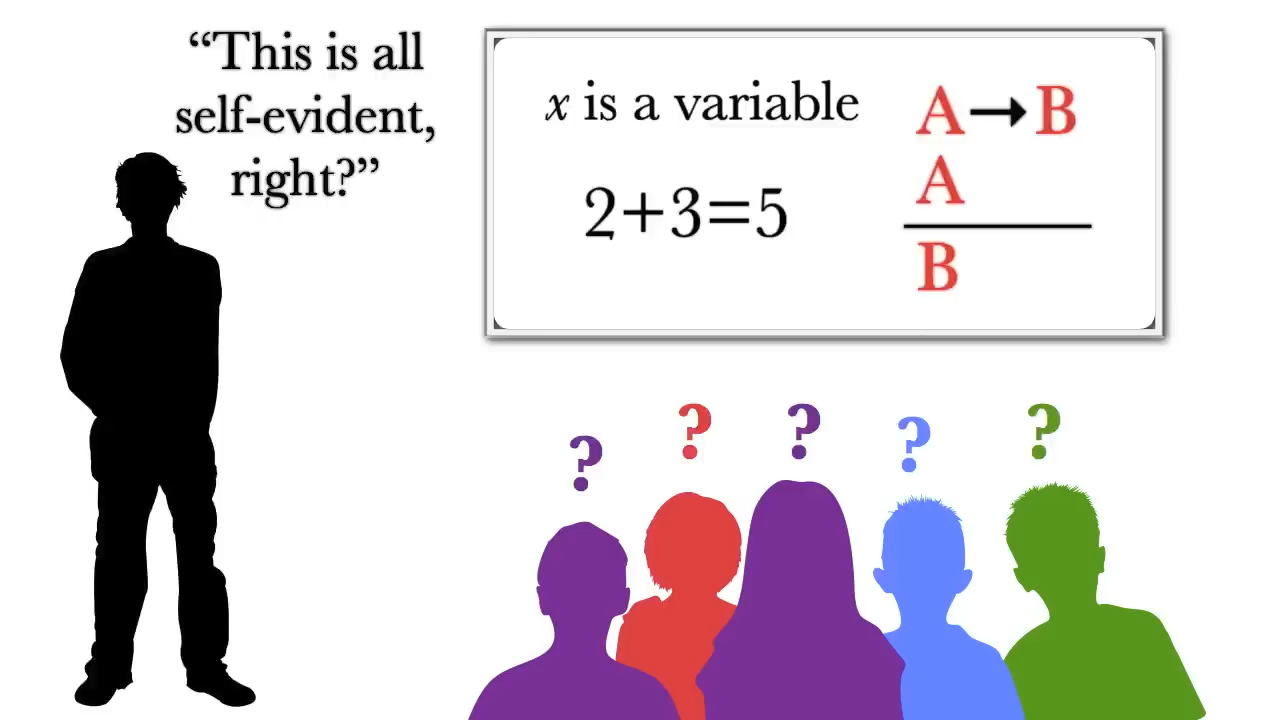 “This is all
self-evident,
right?”
x is a variable
2+3=5
A→B
A
B
? ? ? ? ?